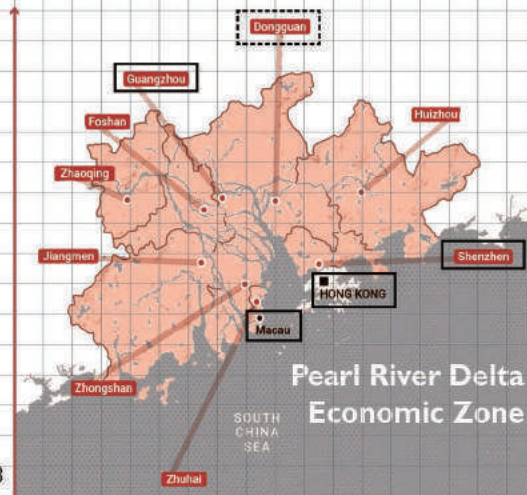 Dongguan
Guangzhou
Foshan
Huizhou
Zhaoqing
Jiangmen
Shenzhen
HONG KONG
Macau
Pearl River Delta
Economic Zone
Zhongshan
SOUTH
CHINA
SEA
Zhuhai
3